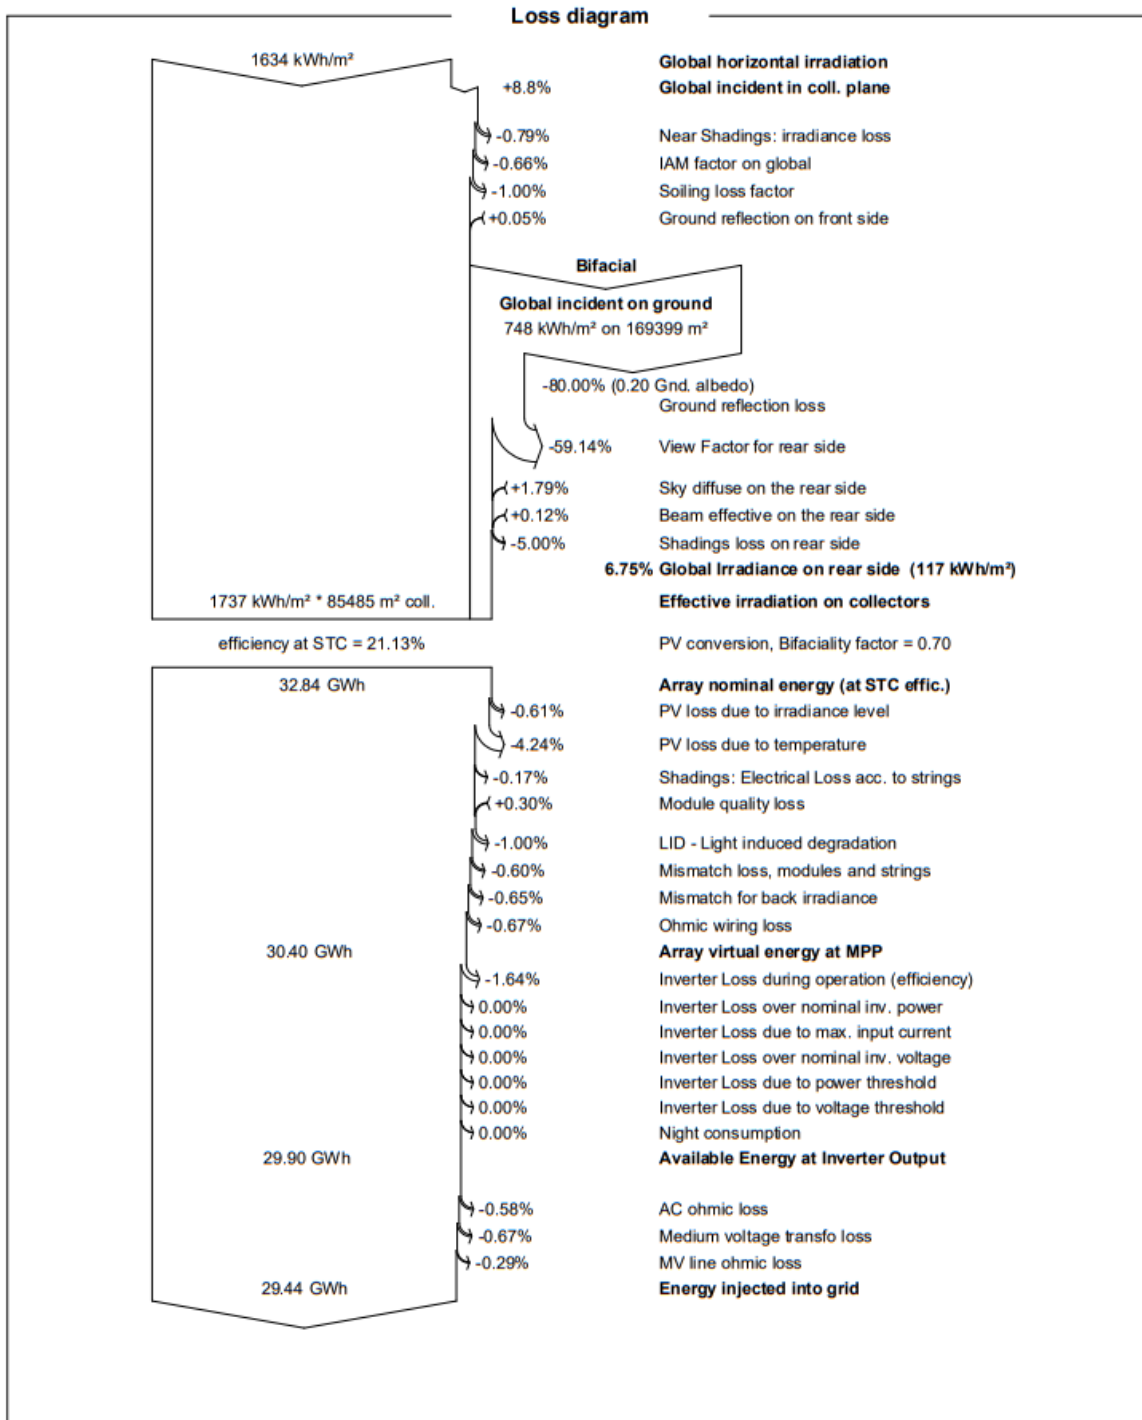 Loss diagram
1634 kWh/m² Global horizontal irradiation
+8.8% Global incident in coll. plane
-0.79% Near Shadings: irradiance loss
-0.66% IAM factor on global
-1.00% Soiling loss factor
+0.05% Ground reflection on front side
Bifacial
Global incident on ground
748 kWh/m² on 169399 m²
-80.00% (0.20 Gnd. albedo)
Ground reflection loss
-59.14% View Factor for rear side
+1.79% Sky diffuse on the rear side
+0.12% Beam effective on the rear side
-5.00% Shadings loss on rear side
6.75% Global Irradiance on rear side (117 kWh/m²)
1737 kWh/m² * 85485 m² coll. Effective irradiation on collectors
efficiency at STC = 21.13% PV conversion, Bifaciality factor = 0.70
32.84 GWh Array nominal energy (at STC effic.)
-0.61% PV loss due to irradiance level
-4.24% PV loss due to temperature
-0.17% Shadings: Electrical Loss acc. to strings
+0.30% Module quality loss
-1.00% LID - Light induced degradation
-0.60% Mismatch loss, modules and strings
-0.65% Mismatch for back irradiance
-0.67% Ohmic wiring loss
30.40 GWh Array virtual energy at MPP
-1.64% Inverter Loss during operation (efficiency)
0.00% Inverter Loss over nominal inv. power
0.00% Inverter Loss due to max. input current
0.00% Inverter Loss over nominal inv. voltage
0.00% Inverter Loss due to power threshold
0.00% Inverter Loss due to voltage threshold
0.00% Night consumption
29.90 GWh Available Energy at Inverter Output
-0.58% AC ohmic loss
-0.67% Medium voltage transfo loss
-0.29% MV line ohmic loss
29.44 GWh Energy injected into grid